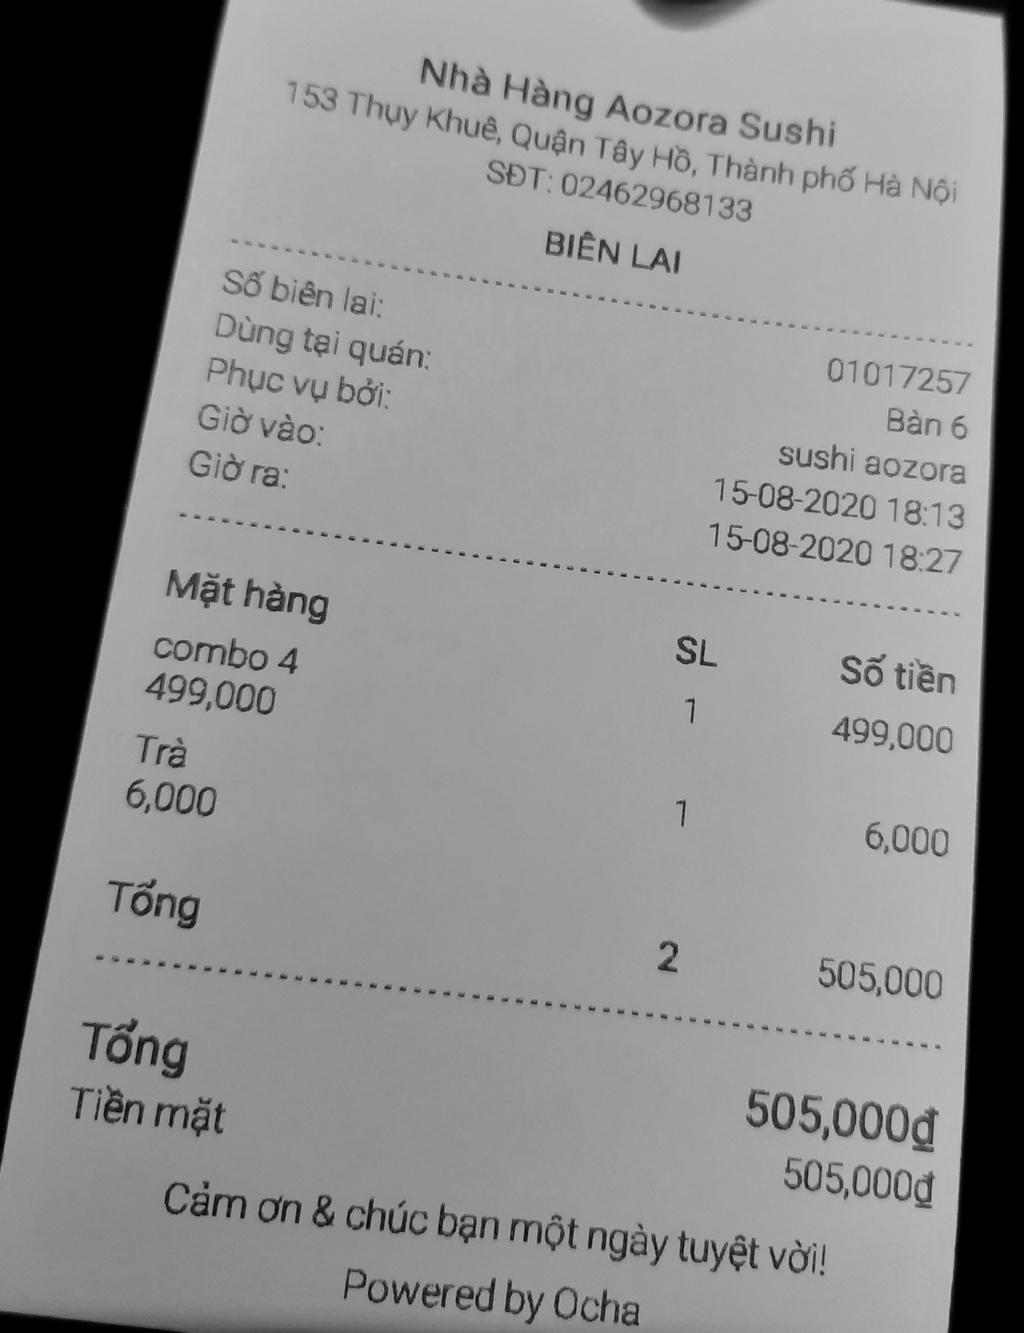 Nhà Hàng Aozora Sushi
153 Thụy Khuê, Quận Tây Hồ, Thành phố Hà Nội
SĐT: 02462968133
BIÊN LAI
Số biên lai: 01017257
Dùng tại quán: Bàn 6
Phục vụ bởi: sushi aozora
Giờ vào: 15-08-2020 18:13
Giờ ra: 15-08-2020 18:27
Mặt hàng SL Số tiền
combo 4
499,000 1 499,000
Trà
6,000 1 6,000
Tổng 2 505,000
Tổng 505,000₫
Tiền mặt 505,000₫
Cảm ơn & chúc bạn một ngày tuyệt vời!
Powered by Ocha